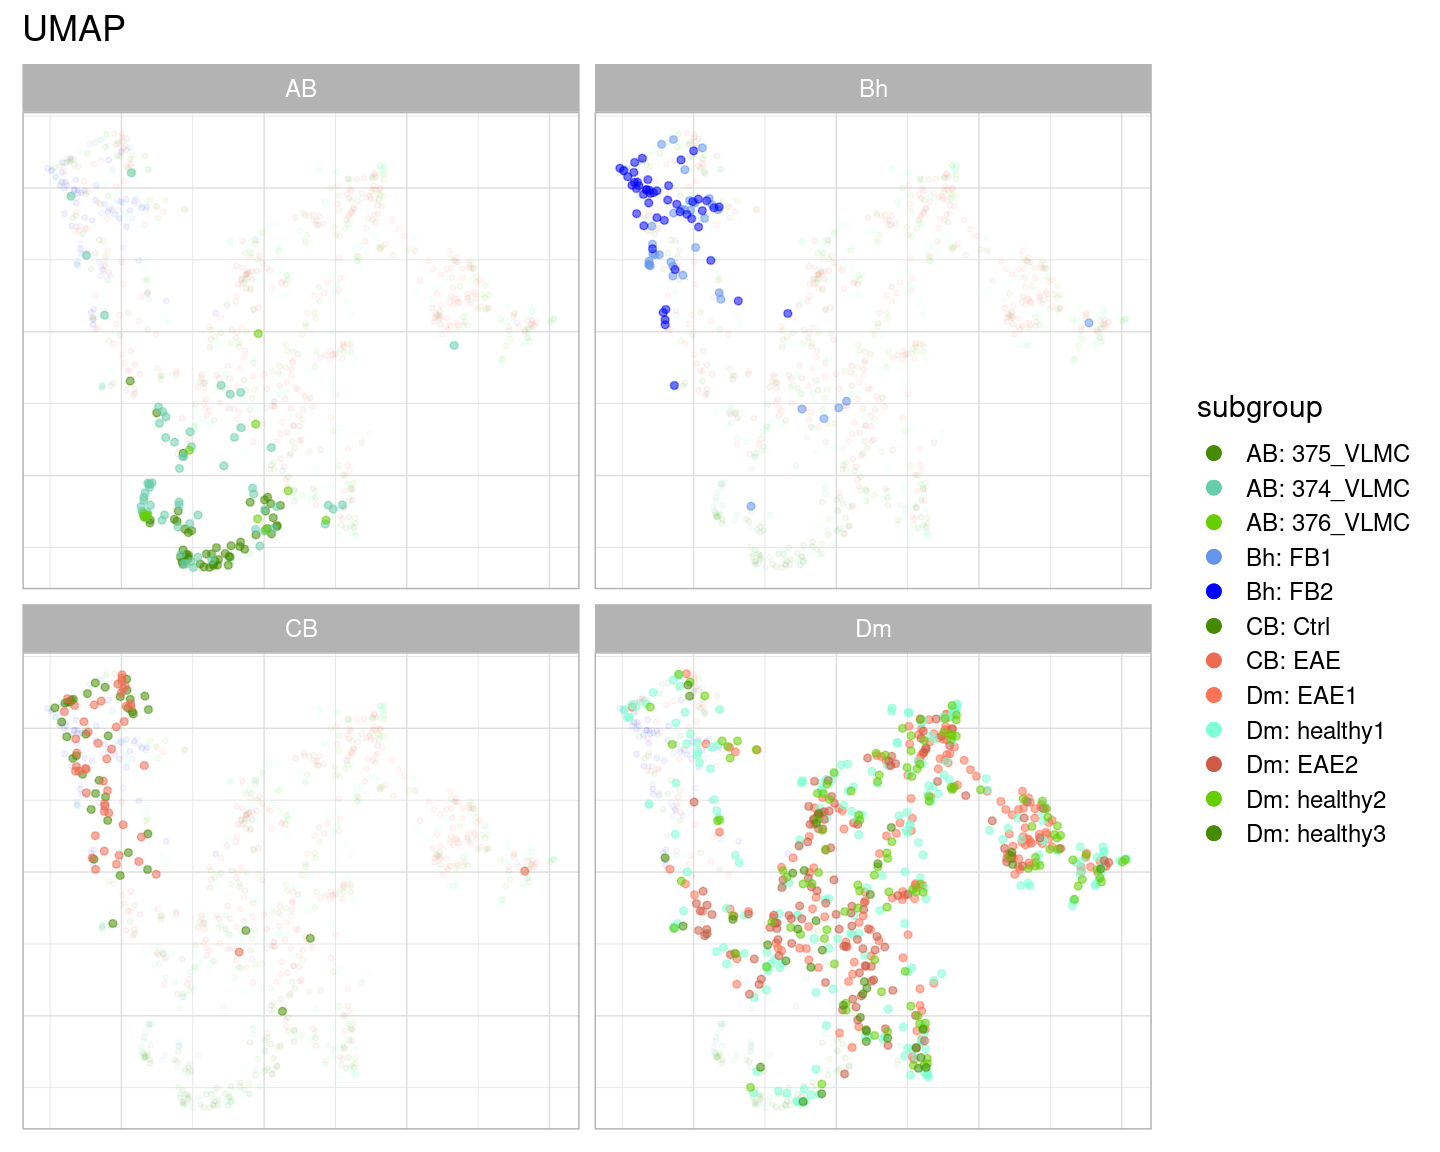 UMAP
AB
Bh
CB
Dm
subgroup
AB: 375_VLMC
AB: 374_VLMC
AB: 376_VLMC
Bh: FB1
Bh: FB2
CB: Ctrl
CB: EAE
Dm: EAE1
Dm: healthy1
Dm: EAE2
Dm: healthy2
Dm: healthy3